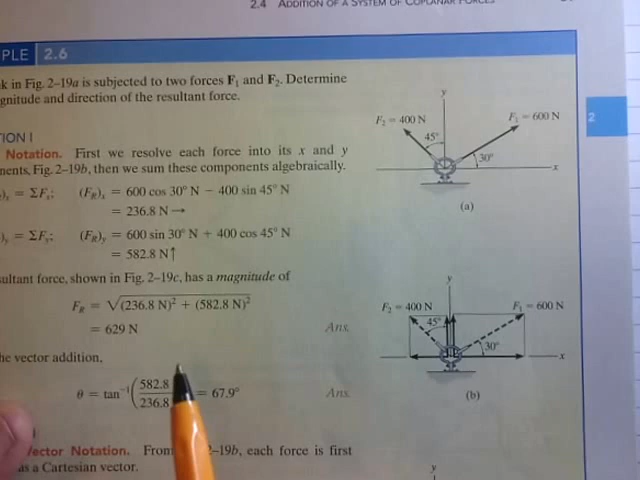 2.4 ADDITION OF A SYSTEM OF COPLANAR FORCES
PLE 2.6
k in Fig. 2–19a is subjected to two forces F₁ and F₂. Determine
gnitude and direction of the resultant force.
ION I
Notation. First we resolve each force into its x and y
nents, Fig. 2–19b, then we sum these components algebraically.
)ₓ = ΣFₓ; (F_R)ₓ = 600 cos 30° N − 400 sin 45° N
= 236.8 N →
)ᵧ = ΣFᵧ; (F_R)ᵧ = 600 sin 30° N + 400 cos 45° N
= 582.8 N ↑
sultant force, shown in Fig. 2–19c, has a magnitude of
F_R = √(236.8 N)² + (582.8 N)²
= 629 N Ans.
he vector addition,
θ = tan⁻¹(582.8/236.8 = 67.9° Ans.
Vector Notation. From 2–19b, each force is first
as a Cartesian vector.
y
F₂ = 400 N
F₁ = 600 N
45°
30°
x
(a)
2
y
F₂ = 400 N
F₁ = 600 N
45°
30°
x
(b)
y